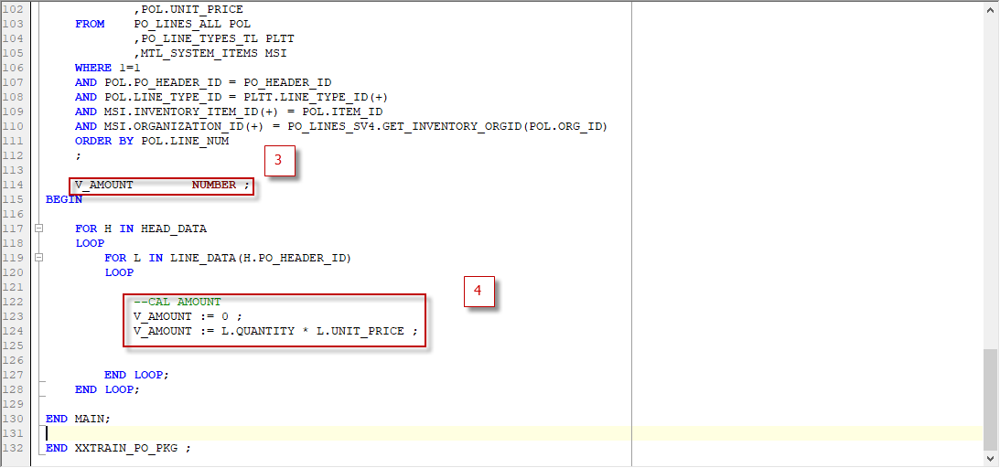 102 ,POL.UNIT_PRICE
103 FROM PO_LINES_ALL POL
104 ,PO_LINE_TYPES_TL PLTT
105 ,MTL_SYSTEM_ITEMS MSI
106 WHERE 1=1
107 AND POL.PO_HEADER_ID = PO_HEADER_ID
108 AND POL.LINE_TYPE_ID = PLTT.LINE_TYPE_ID(+)
109 AND MSI.INVENTORY_ITEM_ID(+) = POL.ITEM_ID
110 AND MSI.ORGANIZATION_ID(+) = PO_LINES_SV4.GET_INVENTORY_ORGID(POL.ORG_ID)
111 ORDER BY POL.LINE_NUM
112 ;
3
113
114 V_AMOUNT NUMBER ;
115 BEGIN
116
117 FOR H IN HEAD_DATA
118 LOOP
119 FOR L IN LINE_DATA(H.PO_HEADER_ID)
120 LOOP
4
121
122 --CAL AMOUNT
123 V_AMOUNT := 0 ;
124 V_AMOUNT := L.QUANTITY * L.UNIT_PRICE ;
125
126
127 END LOOP;
128 END LOOP;
129
130 END MAIN;
131
132 END XXTRAIN_PO_PKG ;